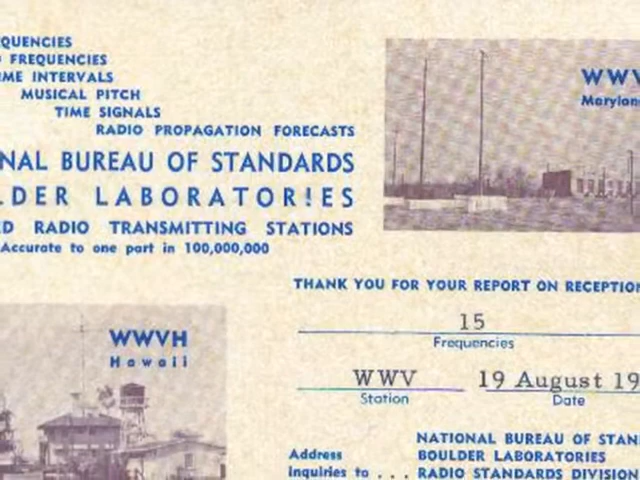 QUENCIES
FREQUENCIES
ME INTERVALS
MUSICAL PITCH
TIME SIGNALS
RADIO PROPAGATION FORECASTS
NAL BUREAU OF STANDARDS
LDER LABORATORIES
ED RADIO TRANSMITTING STATIONS
Accurate to one part in 100,000,000
WWV
Maryland
THANK YOU FOR YOUR REPORT ON RECEPTION
15
Frequencies
WWVH
Hawaii
WWV 19 August 19
Station Date
NATIONAL BUREAU OF STAN
Address BOULDER LABORATORIES
Inquiries to . . . RADIO STANDARDS DIVISION